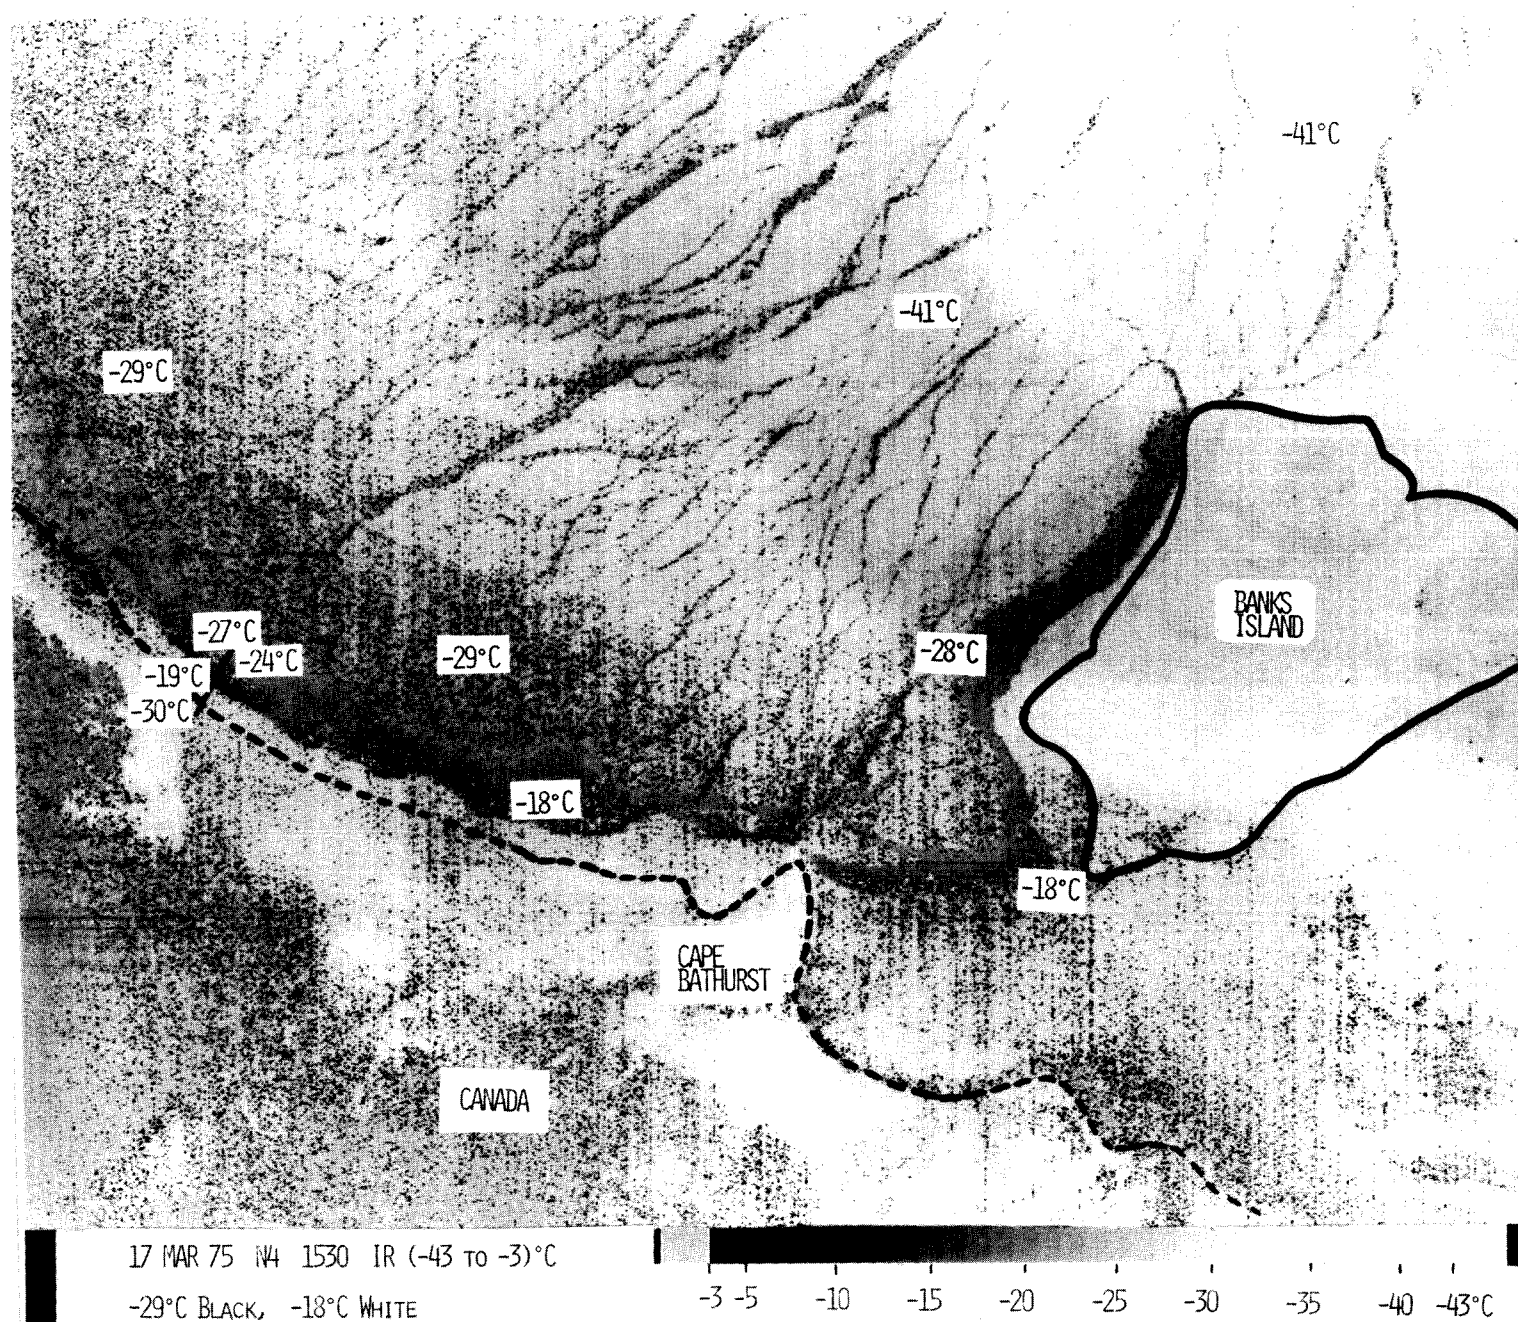 -41°C
-41°C
-29°C
BANKS
ISLAND
-27°C
-24°C
-29°C
-28°C
-19°C
-30°C
-18°C
-18°C
CAPE
BATHURST
CANADA
17 MAR 75 N4 1530 IR (-43 TO -3)°C
-29°C BLACK, -18°C WHITE
-3 -5 -10 -15 -20 -25 -30 -35 -40 -43°C